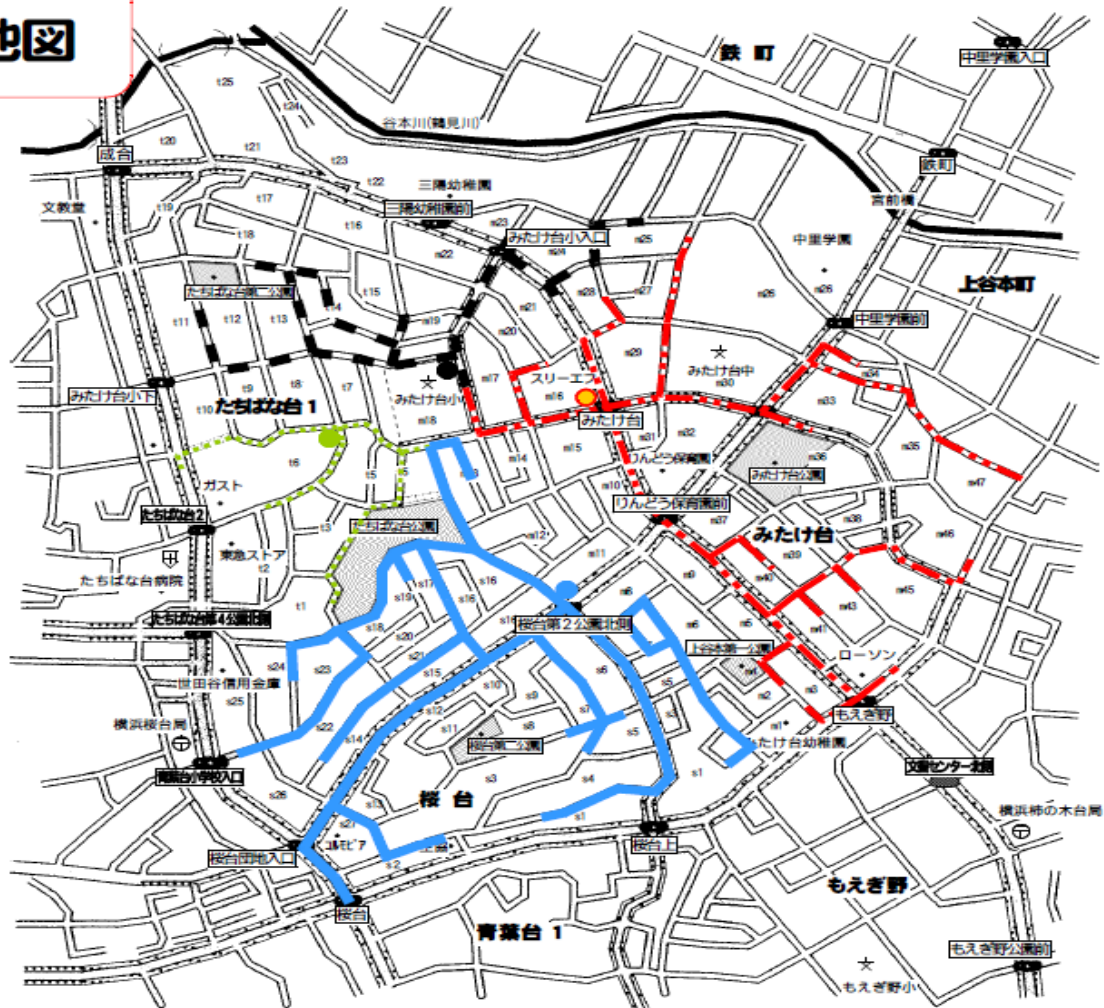 地図
鉄 町
中里学園入口
t25
t24
谷本川(鶴見川)
t20
t21
成合
t23
鉄町
t22
三陽幼稚園
文教堂
t17
宮前橋
t19
三陽幼稚園前
m23
t16
みたけ台小入口
m25
中里学園
t18
m24
m22
上谷本町
たちばな台第二公園
t15
m28
m27
m26
m26
t14
m21
t11
t12
t13
m19
中里学園前
m20
m29
みたけ台小下
t9
t8
t7
みたけ台小
m17
スリーエフ
m16
みたけ台中
m30
m34
t10
たちばな台1
m18
みたけ台
m33
m31
m32
m15
m35
t6
t5
m14
りんどう保育園
m36
ガスト
m10
みたけ台公園
m47
りんどう保育園前
たちばな台2
t3
たちばな台公園
m37
m38
東急ストア
m12
みたけ台
m46
t2
m11
m39
たちばな台病院
s17
s16
m9
m40
m45
s19
s16
m8
t1
m43
たちばな台第4公園北側
s18
桜台第2公園北側
m6
m5
m41
s20
s21
上谷本第一公園
s24
s23
s15
s6
ローソン
世田谷信用金庫
s10
s5
m4
m2
m3
s25
s9
s12
s7
s3
もえぎ野
横浜桜台局
s22
s11
s8
s5
m1
みたけ台幼稚園
s14
桜台第二公園
青葉台小学校入口
s1
文化センター北側
s3
s4
s26
桜 台
s13
横浜柿の木台局
s27
s1
桜台上
桜台団地入口
s2
もえぎ野
桜台
青葉台 1
もえぎ野公園前
もえぎ野小